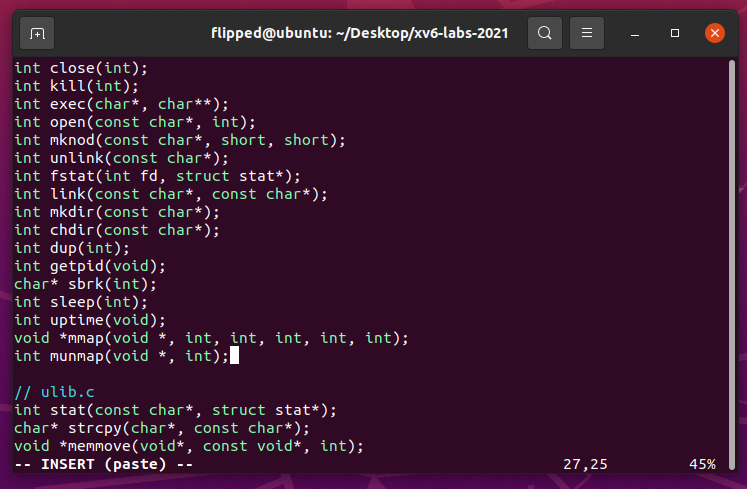 flipped@ubuntu: ~/Desktop/xv6-labs-2021
int close(int);
int kill(int);
int exec(char*, char**);
int open(const char*, int);
int mknod(const char*, short, short);
int unlink(const char*);
int fstat(int fd, struct stat*);
int link(const char*, const char*);
int mkdir(const char*);
int chdir(const char*);
int dup(int);
int getpid(void);
char* sbrk(int);
int sleep(int);
int uptime(void);
void *mmap(void *, int, int, int, int, int);
int munmap(void *, int);
// ulib.c
int stat(const char*, struct stat*);
char* strcpy(char*, const char*);
void *memmove(void*, const void*, int);
-- INSERT (paste) -- 27,25 45%